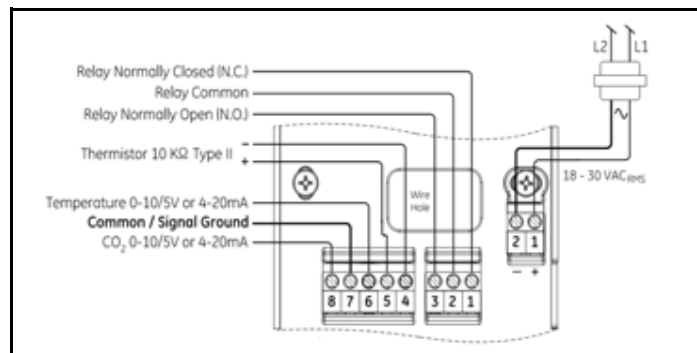 L2 L1
Relay Normally Closed (N.C.)
Relay Common
Relay Normally Open (N.O.)
Thermistor 10 KΩ Type II
−
+
18 - 30 VAC RMS
Wire
Hole
Temperature 0-10/5V or 4-20mA
Common / Signal Ground
CO₂ 0-10/5V or 4-20mA
2 1
− +
8 7 6 5 4
3 2 1